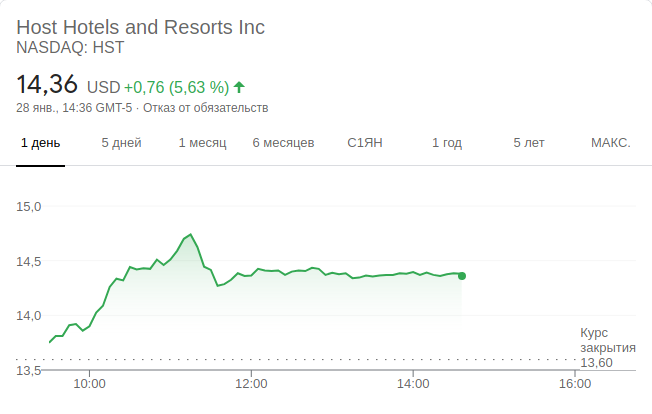 Host Hotels and Resorts Inc
NASDAQ: HST
14,36 USD +0,76 (5,63 %)
28 янв., 14:36 GMT-5 · Отказ от обязательств
1 день 5 дней 1 месяц 6 месяцев С1ЯН 1 год 5 лет МАКС.
15,0
14,5
14,0
13,5
Курс
закрытия
13,60
10:00 12:00 14:00 16:00